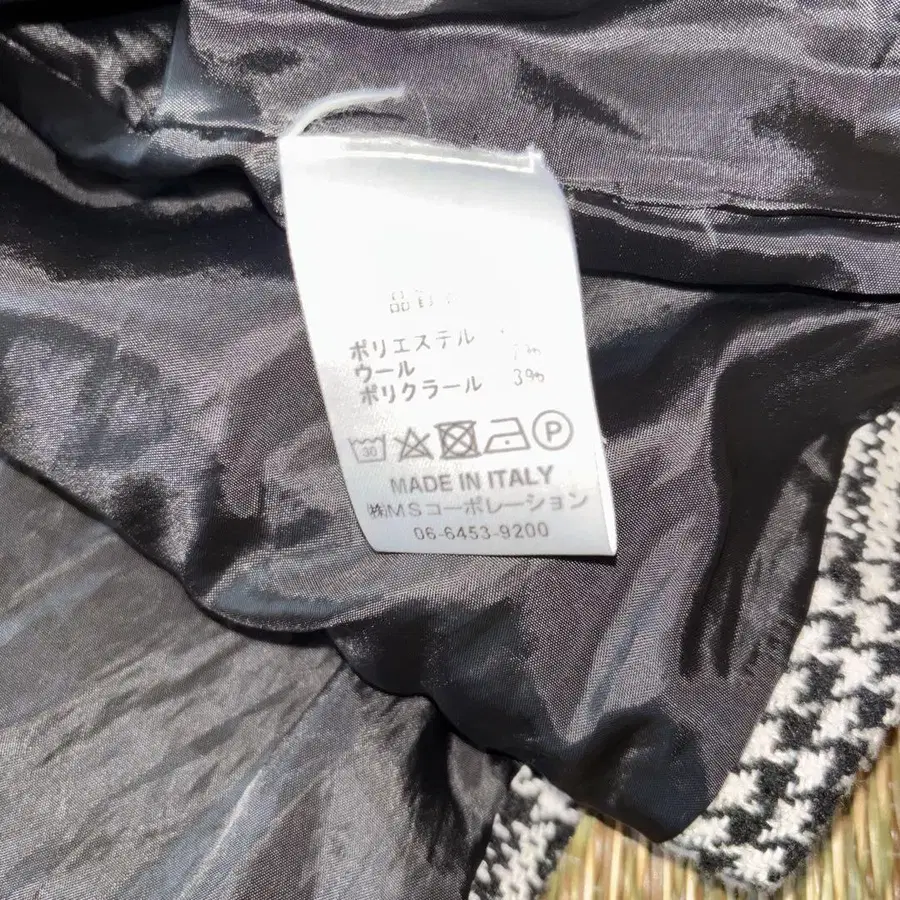 ポリエステル
ウール
ポリクラール 3%
30 P
MADE IN ITALY
㈱MSコーポレーション
06-6453-9200